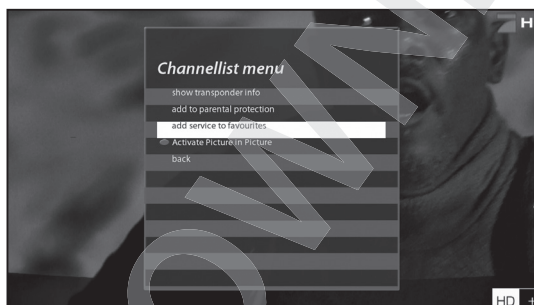 H
Channellist menu
show transponder info
add to parental protection
add service to favourites
Activate Picture in Picture
back
HD +